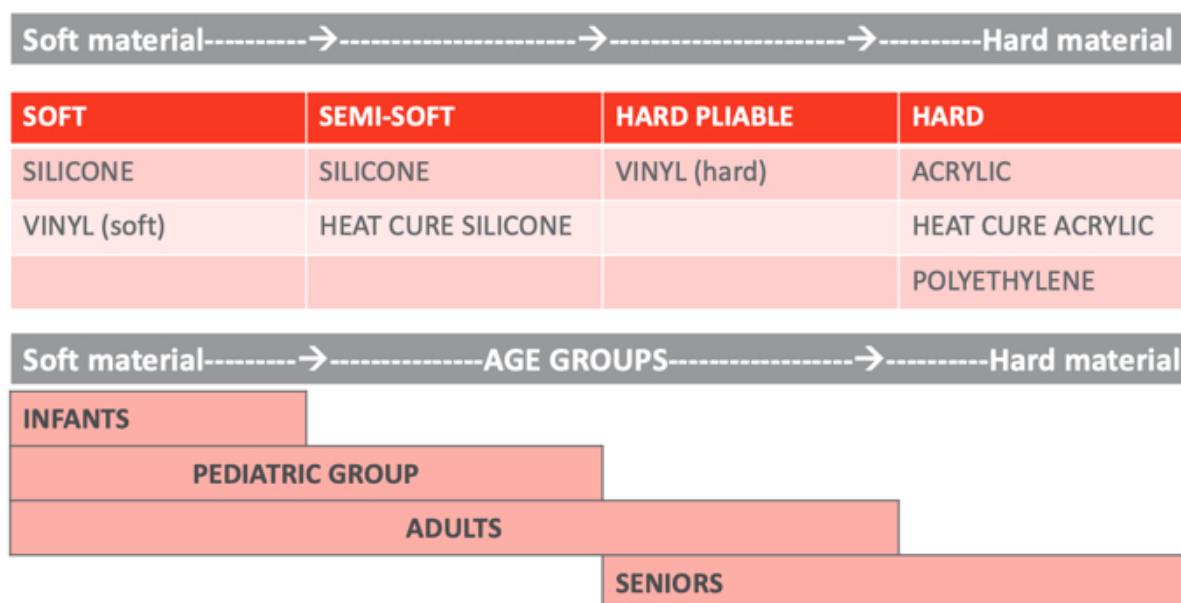 Soft material----------→-----------------------→-----------------------→----------Hard material
SOFT SEMI-SOFT HARD PLIABLE HARD
SILICONE SILICONE VINYL (hard) ACRYLIC
VINYL (soft) HEAT CURE SILICONE HEAT CURE ACRYLIC
POLYETHYLENE
Soft material---------→---------------AGE GROUPS------------------→----------Hard material
INFANTS
PEDIATRIC GROUP
ADULTS
SENIORS